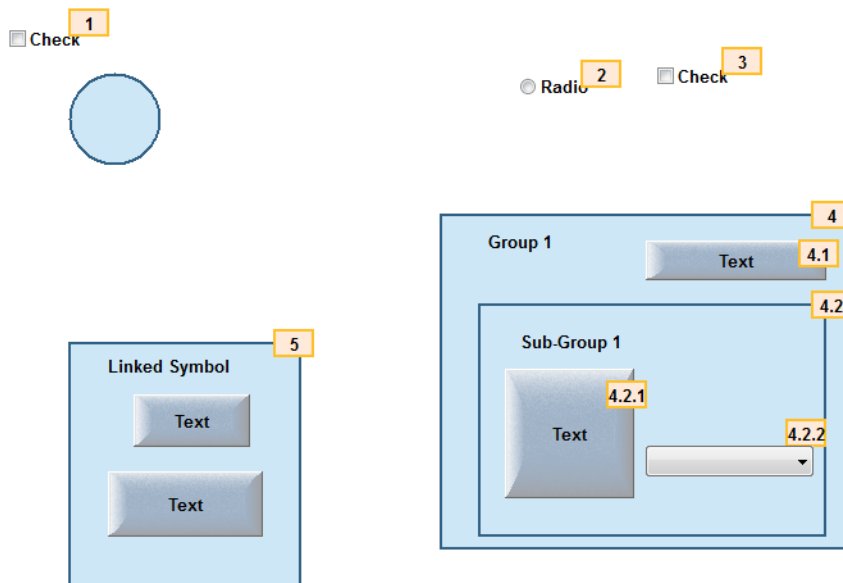 1
Check
2
Radio
3
Check
4
Group 1
Text
4.1
4.2
Sub-Group 1
4.2.1
Text
4.2.2
5
Linked Symbol
Text
Text